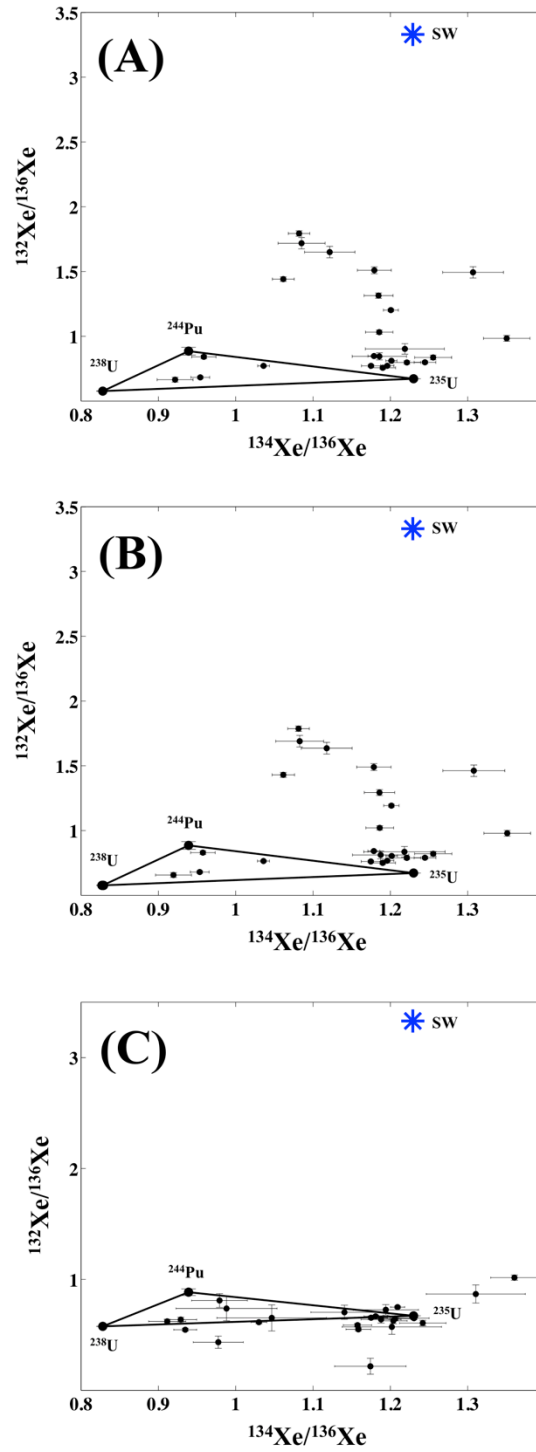 3.5
(A)
SW
3
2.5
¹³²Xe/¹³⁶Xe
2
1.5
²⁴⁴Pu
1
²³⁸U
²³⁵U
0.8 0.9 1 1.1 1.2 1.3
¹³⁴Xe/¹³⁶Xe
3.5
(B)
SW
3
2.5
¹³²Xe/¹³⁶Xe
2
1.5
²⁴⁴Pu
1
²³⁸U
²³⁵U
0.8 0.9 1 1.1 1.2 1.3
¹³⁴Xe/¹³⁶Xe
(C)
SW
3
¹³²Xe/¹³⁶Xe
2
²⁴⁴Pu
1
²³⁵U
²³⁸U
0.8 0.9 1 1.1 1.2 1.3
¹³⁴Xe/¹³⁶Xe